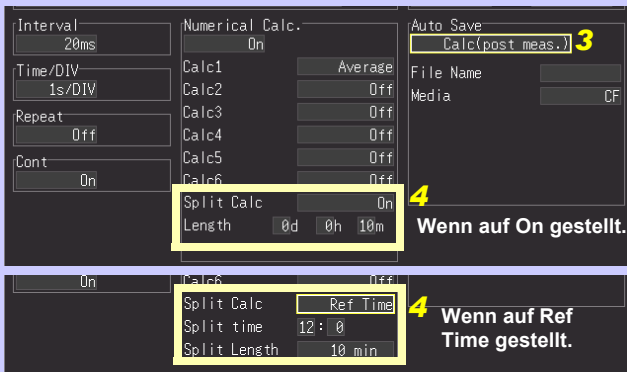 Interval
20ms
Time/DIV
1s/DIV
Repeat
Off
Cont
On
Numerical Calc.
On
Calc1 Average
Calc2 Off
Calc3 Off
Calc4 Off
Calc5 Off
Calc6 Off
Split Calc On
Length 0d 0h 10m
Auto Save
Calc(post meas.) 3
File Name
Media CF
4
Wenn auf On gestellt.
On
Calc6 Off
Split Calc Ref Time
Split time 12: 0
Split Length 10 min
4
Wenn auf Ref
Time gestellt.